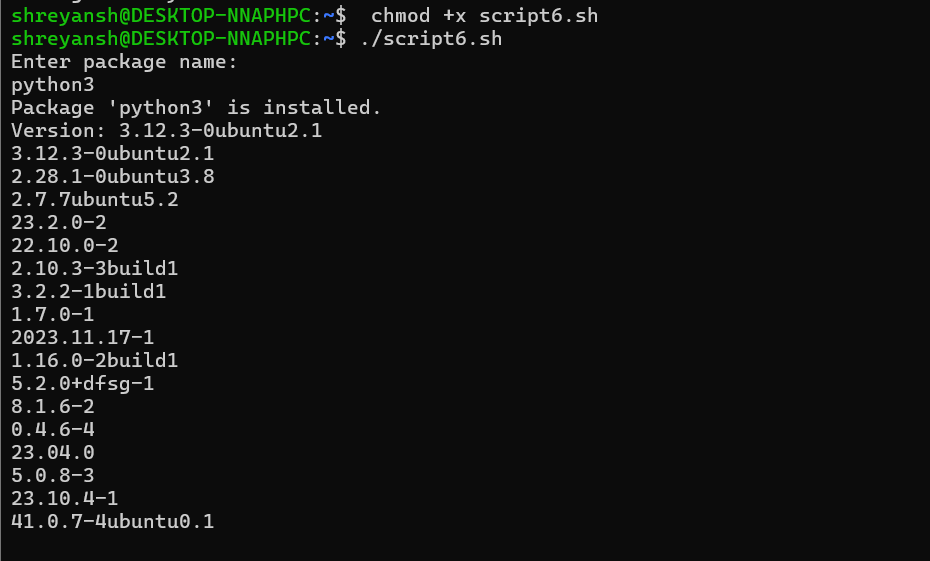 shreyansh@DESKTOP-NNAPHPC:~$  chmod +x script6.sh
shreyansh@DESKTOP-NNAPHPC:~$ ./script6.sh
Enter package name:
python3
Package 'python3' is installed.
Version: 3.12.3-0ubuntu2.1
3.12.3-0ubuntu2.1
2.28.1-0ubuntu3.8
2.7.7ubuntu5.2
23.2.0-2
22.10.0-2
2.10.3-3build1
3.2.2-1build1
1.7.0-1
2023.11.17-1
1.16.0-2build1
5.2.0+dfsg-1
8.1.6-2
0.4.6-4
23.04.0
5.0.8-3
23.10.4-1
41.0.7-4ubuntu0.1